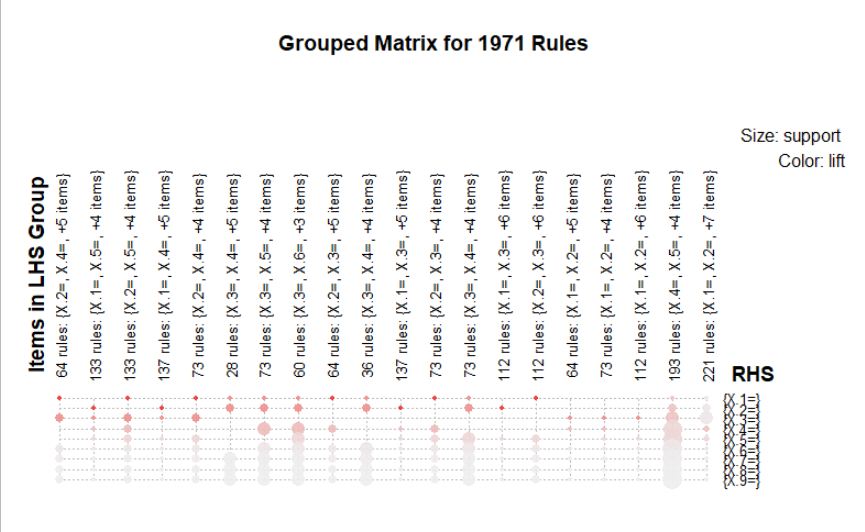 Grouped Matrix for 1971 Rules
Size: support
Color: lift
Items in LHS Group
64 rules: {X.2=, X.4=, +5 items}
133 rules: {X.1=, X.5=, +4 items}
133 rules: {X.2=, X.5=, +4 items}
137 rules: {X.1=, X.4=, +5 items}
73 rules: {X.2=, X.4=, +4 items}
28 rules: {X.3=, X.4=, +5 items}
73 rules: {X.3=, X.5=, +4 items}
60 rules: {X.3=, X.6=, +3 items}
64 rules: {X.2=, X.3=, +5 items}
36 rules: {X.3=, X.4=, +4 items}
137 rules: {X.1=, X.3=, +5 items}
73 rules: {X.2=, X.3=, +4 items}
73 rules: {X.3=, X.4=, +4 items}
112 rules: {X.1=, X.3=, +6 items}
112 rules: {X.2=, X.3=, +6 items}
64 rules: {X.1=, X.2=, +5 items}
73 rules: {X.1=, X.2=, +4 items}
112 rules: {X.1=, X.2=, +6 items}
193 rules: {X.4=, X.5=, +4 items}
221 rules: {X.1=, X.2=, +7 items}
RHS
{X.1=}
{X.2=}
{X.3=}
{X.4=}
{X.5=}
{X.6=}
{X.7=}
{X.8=}
{X.9=}